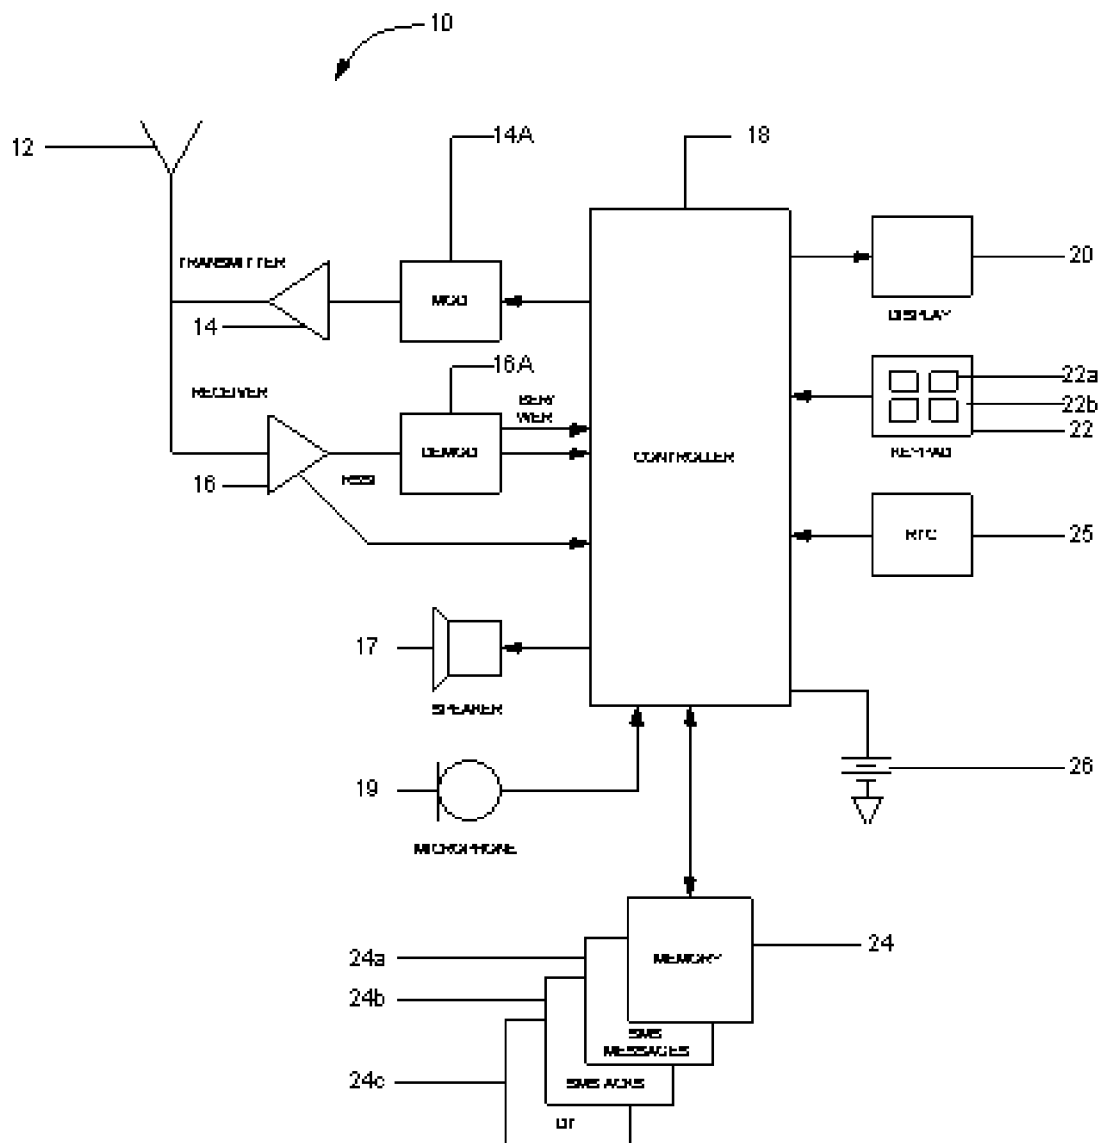 10
12
14A
18
TRANSMITTER
MOD
20
14
DISPLAY
16A
RECEIVER
BER/
WER
22a
22b
22
DEMOD
CONTROLLER
KEYPAD
16
RSSI
RTC
25
17
SPEAKER
26
19
MICROPHONE
24
24a
MEMORY
24b
SMS
MESSAGES
24c
SMS ACKS
DT